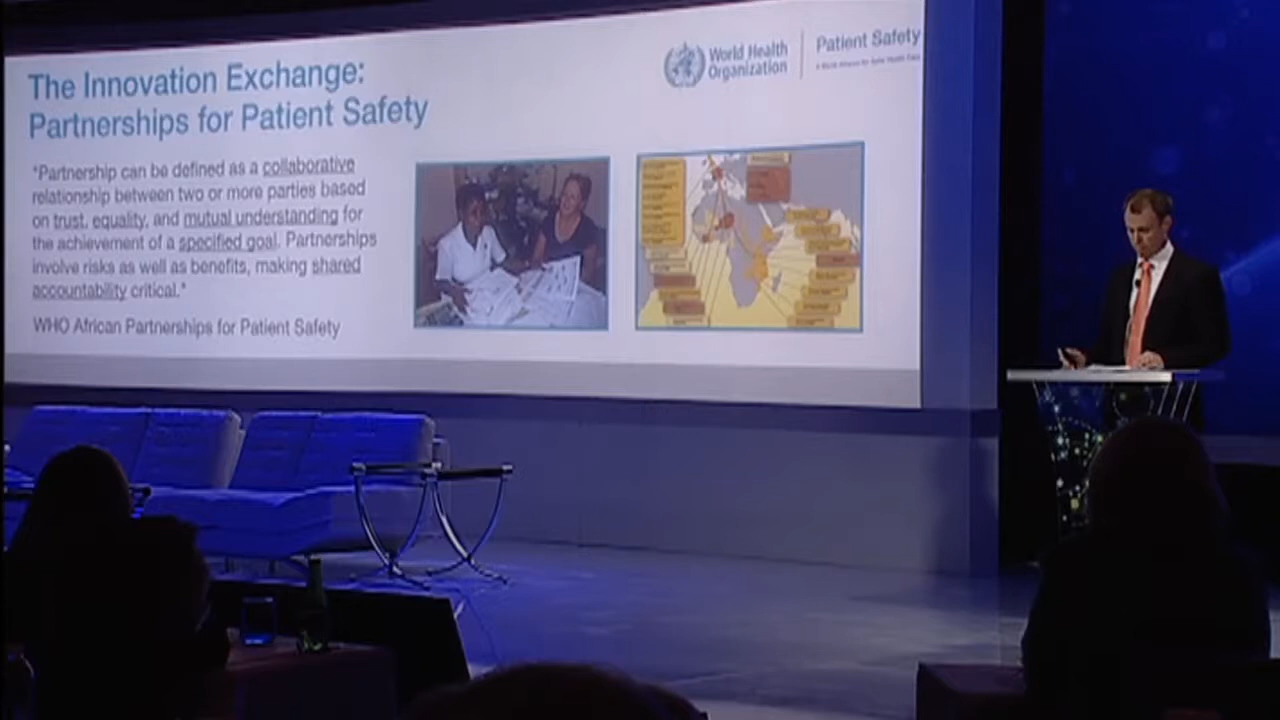 The Innovation Exchange:
Partnerships for Patient Safety
World Health
Organization
Patient Safety
"Partnership can be defined as a collaborative
relationship between two or more parties based
on trust, equality, and mutual understanding for
the achievement of a specified goal. Partnerships
involve risks as well as benefits, making shared
accountability critical."
WHO African Partnerships for Patient Safety